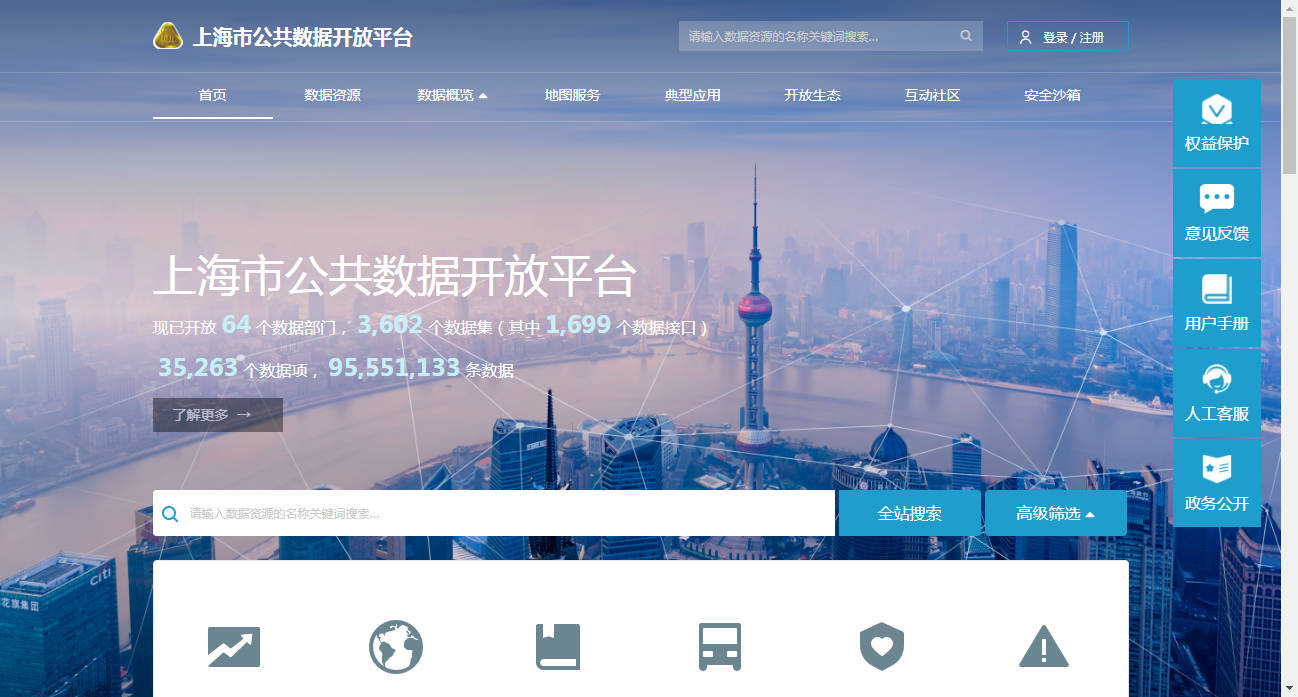 上海市公共数据开放平台
请输入数据资源的名称关键词搜索...
登录 / 注册
首页
数据资源
数据概览
地图服务
典型应用
开放生态
互动社区
安全沙箱
权益保护
意见反馈
用户手册
人工客服
政务公开
上海市公共数据开放平台
现已开放 64 个数据部门， 3,602 个数据集 ( 其中 1,699 个数据接口 )
35,263 个数据项， 95,551,133 条数据
了解更多 →
请输入数据资源的名称关键词搜索...
全站搜索
高级筛选
citi
花旗集团